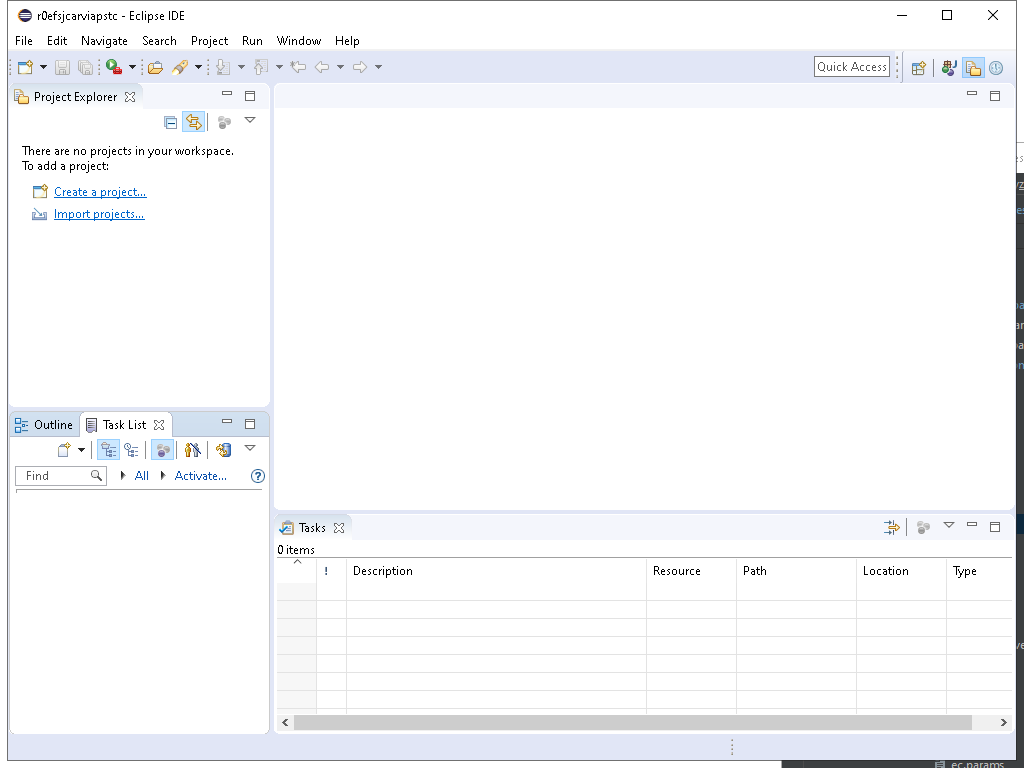 r0efsjcarviapstc - Eclipse IDE
File Edit Navigate Search Project Run Window Help
Quick Access
Project Explorer
There are no projects in your workspace.
To add a project:
Create a project...
Import projects...
Outline Task List
Find All Activate...
Tasks
0 items
! Description Resource Path Location Type
ec.params